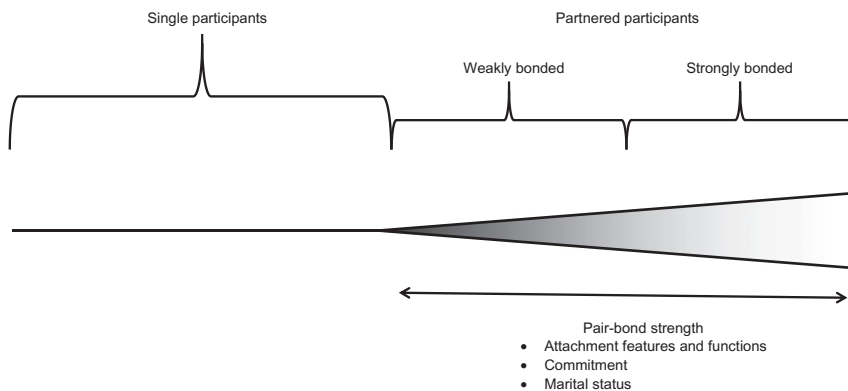 Single participants
Partnered participants
Weakly bonded
Strongly bonded
Pair-bond strength
• Attachment features and functions
• Commitment
• Marital status